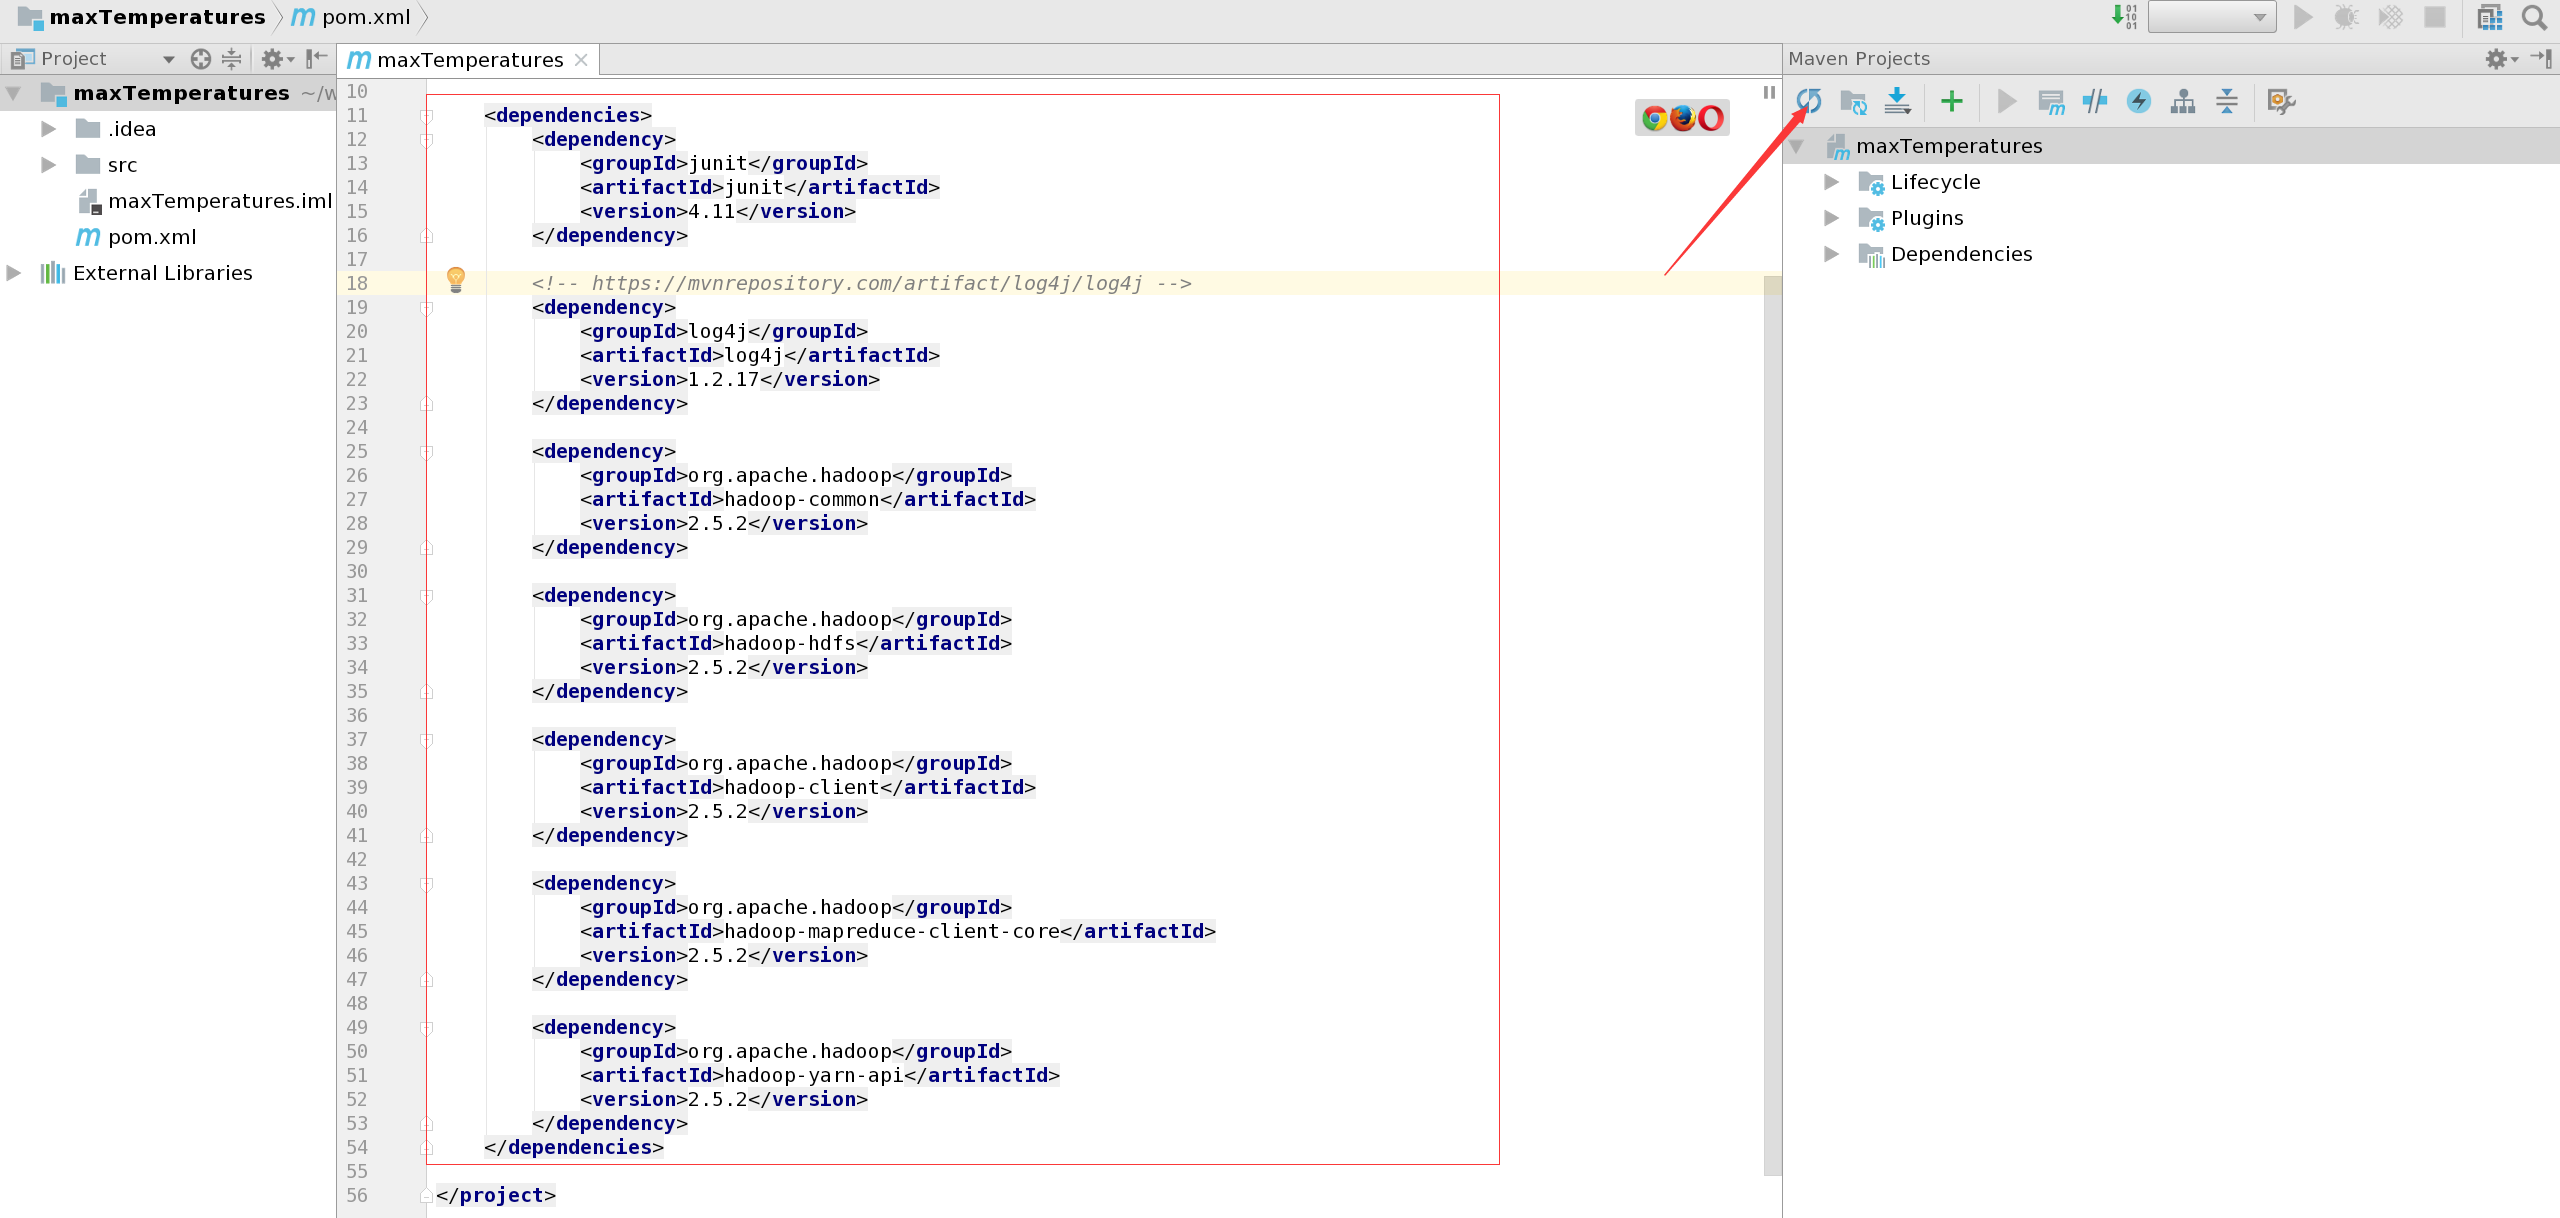 maxTemperatures pom.xml
Project
maxTemperatures
Maven Projects
maxTemperatures ~/w
.idea
src
maxTemperatures.iml
pom.xml
External Libraries
10
11 <dependencies>
12 <dependency>
13 <groupId>junit</groupId>
14 <artifactId>junit</artifactId>
15 <version>4.11</version>
16 </dependency>
17
18 <!-- https://mvnrepository.com/artifact/log4j/log4j -->
19 <dependency>
20 <groupId>log4j</groupId>
21 <artifactId>log4j</artifactId>
22 <version>1.2.17</version>
23 </dependency>
24
25 <dependency>
26 <groupId>org.apache.hadoop</groupId>
27 <artifactId>hadoop-common</artifactId>
28 <version>2.5.2</version>
29 </dependency>
30
31 <dependency>
32 <groupId>org.apache.hadoop</groupId>
33 <artifactId>hadoop-hdfs</artifactId>
34 <version>2.5.2</version>
35 </dependency>
36
37 <dependency>
38 <groupId>org.apache.hadoop</groupId>
39 <artifactId>hadoop-client</artifactId>
40 <version>2.5.2</version>
41 </dependency>
42
43 <dependency>
44 <groupId>org.apache.hadoop</groupId>
45 <artifactId>hadoop-mapreduce-client-core</artifactId>
46 <version>2.5.2</version>
47 </dependency>
48
49 <dependency>
50 <groupId>org.apache.hadoop</groupId>
51 <artifactId>hadoop-yarn-api</artifactId>
52 <version>2.5.2</version>
53 </dependency>
54 </dependencies>
55
56 </project>
maxTemperatures
Lifecycle
Plugins
Dependencies